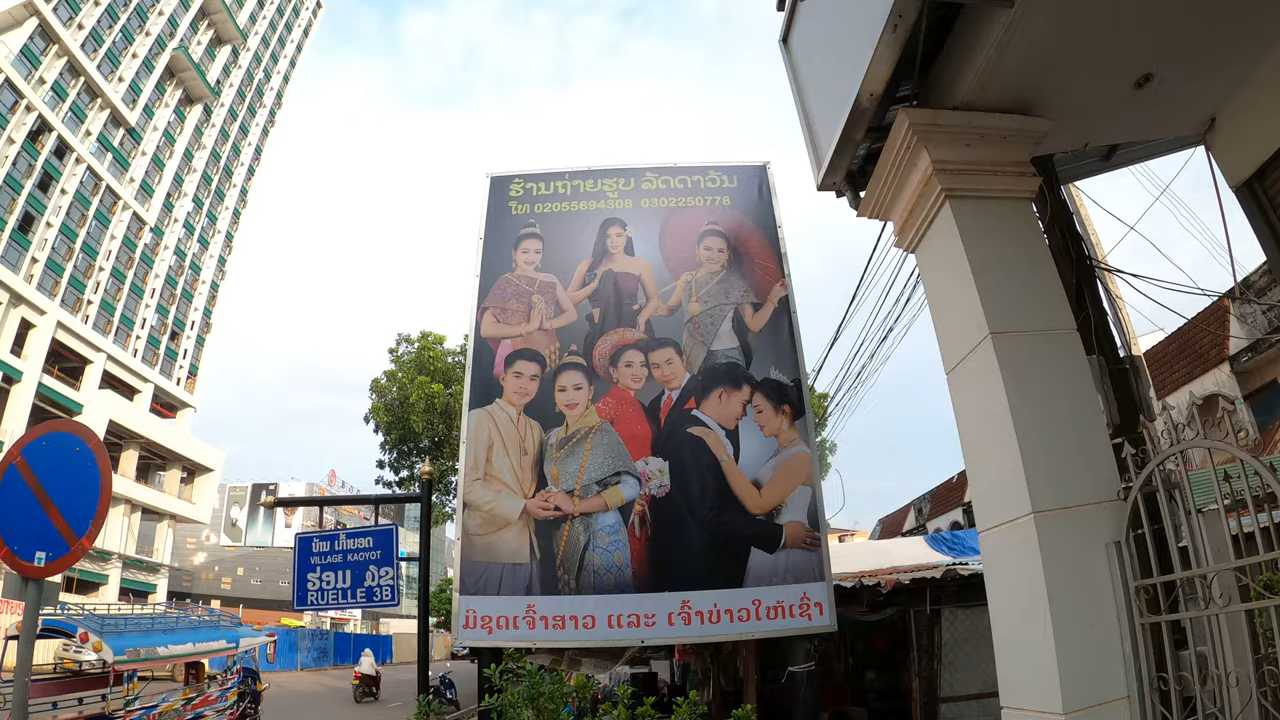 ຮ້ານຖ່າຍຮູບ ລັດດາວັນ
ໂທ 02055694308 0302250778
ມີຊຸດເຈົ້າສາວ ແລະ ເຈົ້າບ່າວໃຫ້ເຊົ່າ
ບ້ານ ເກົ້າຍອດ
VILLAGE KAOYOT
ຮ່ອມ 3ຂ
RUELLE 3B